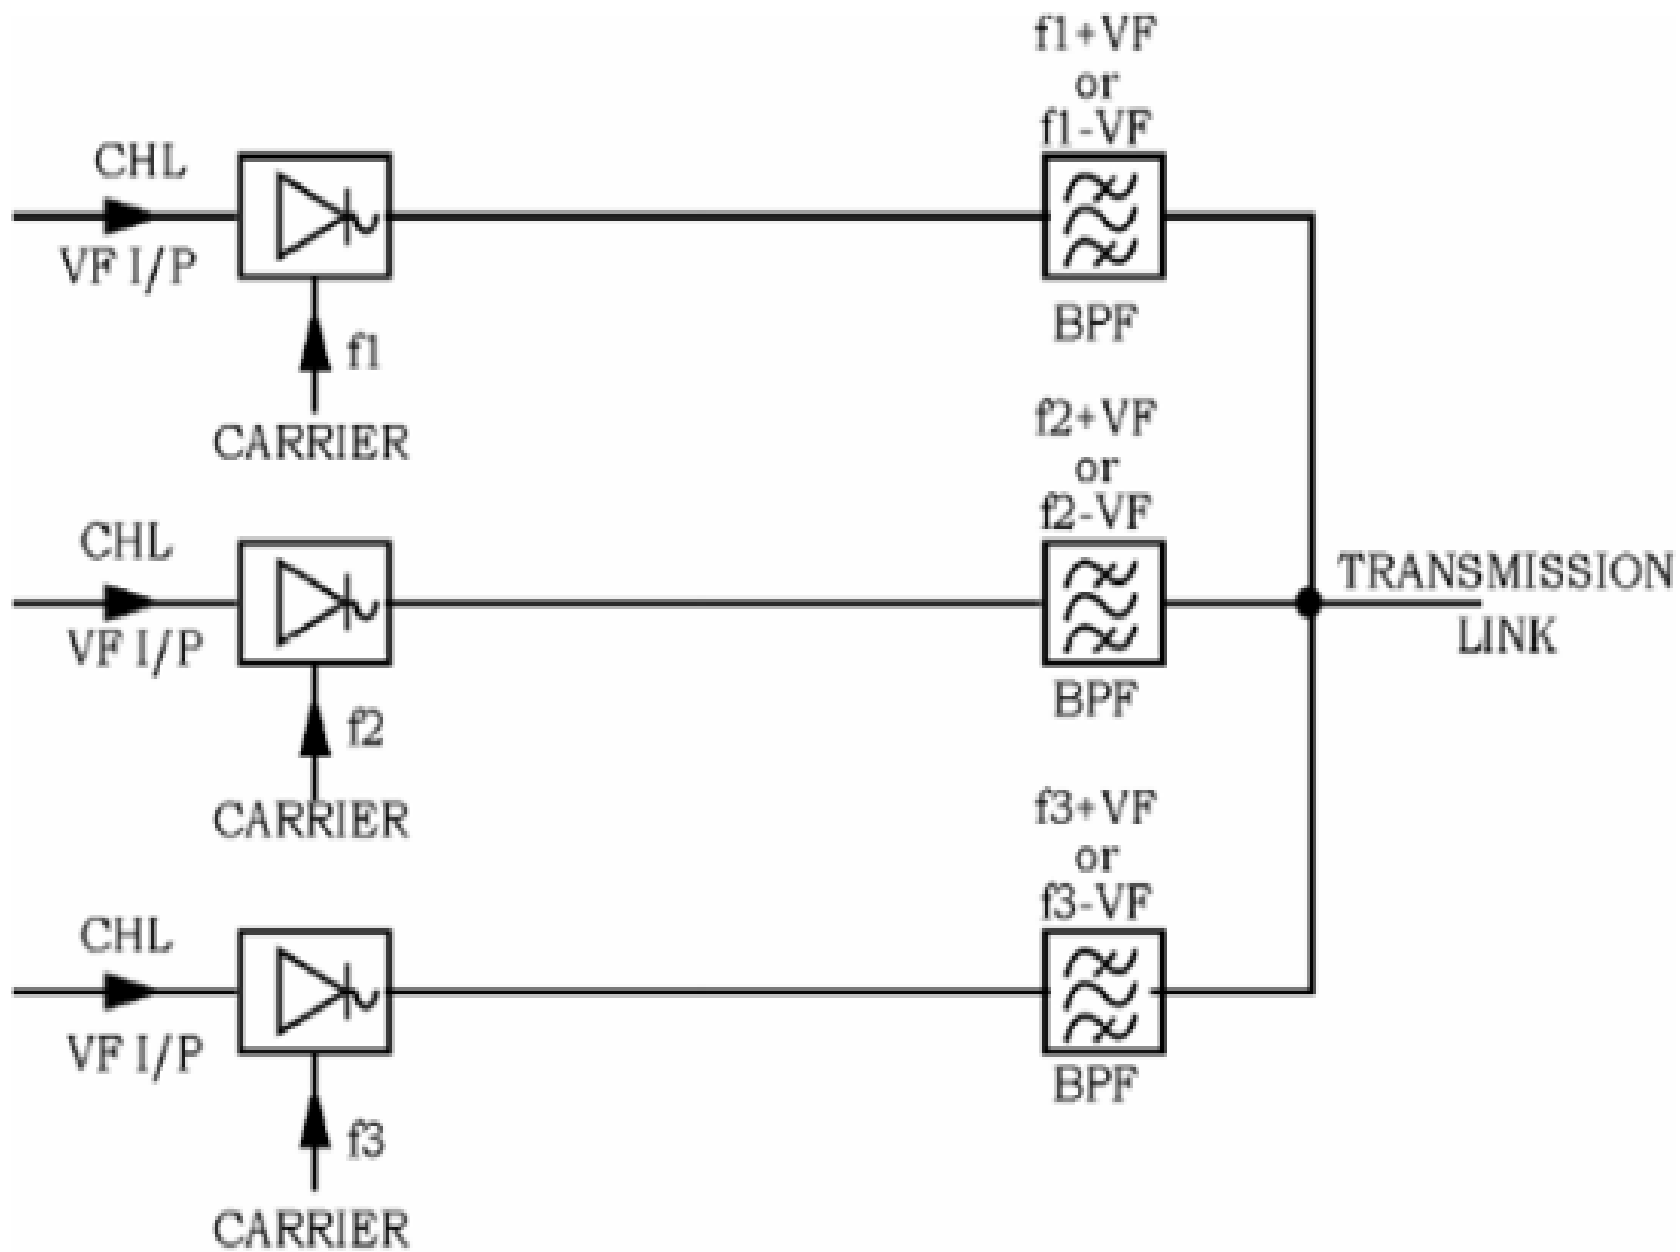 f1+VF
or
f1-VF
CHL
VF I/P
BPF
f1
CARRIER
f2+VF
or
f2-VF
CHL
VF I/P
TRANSMISSION
LINK
BPF
f2
CARRIER
f3+VF
or
f3-VF
CHL
VF I/P
BPF
f3
CARRIER